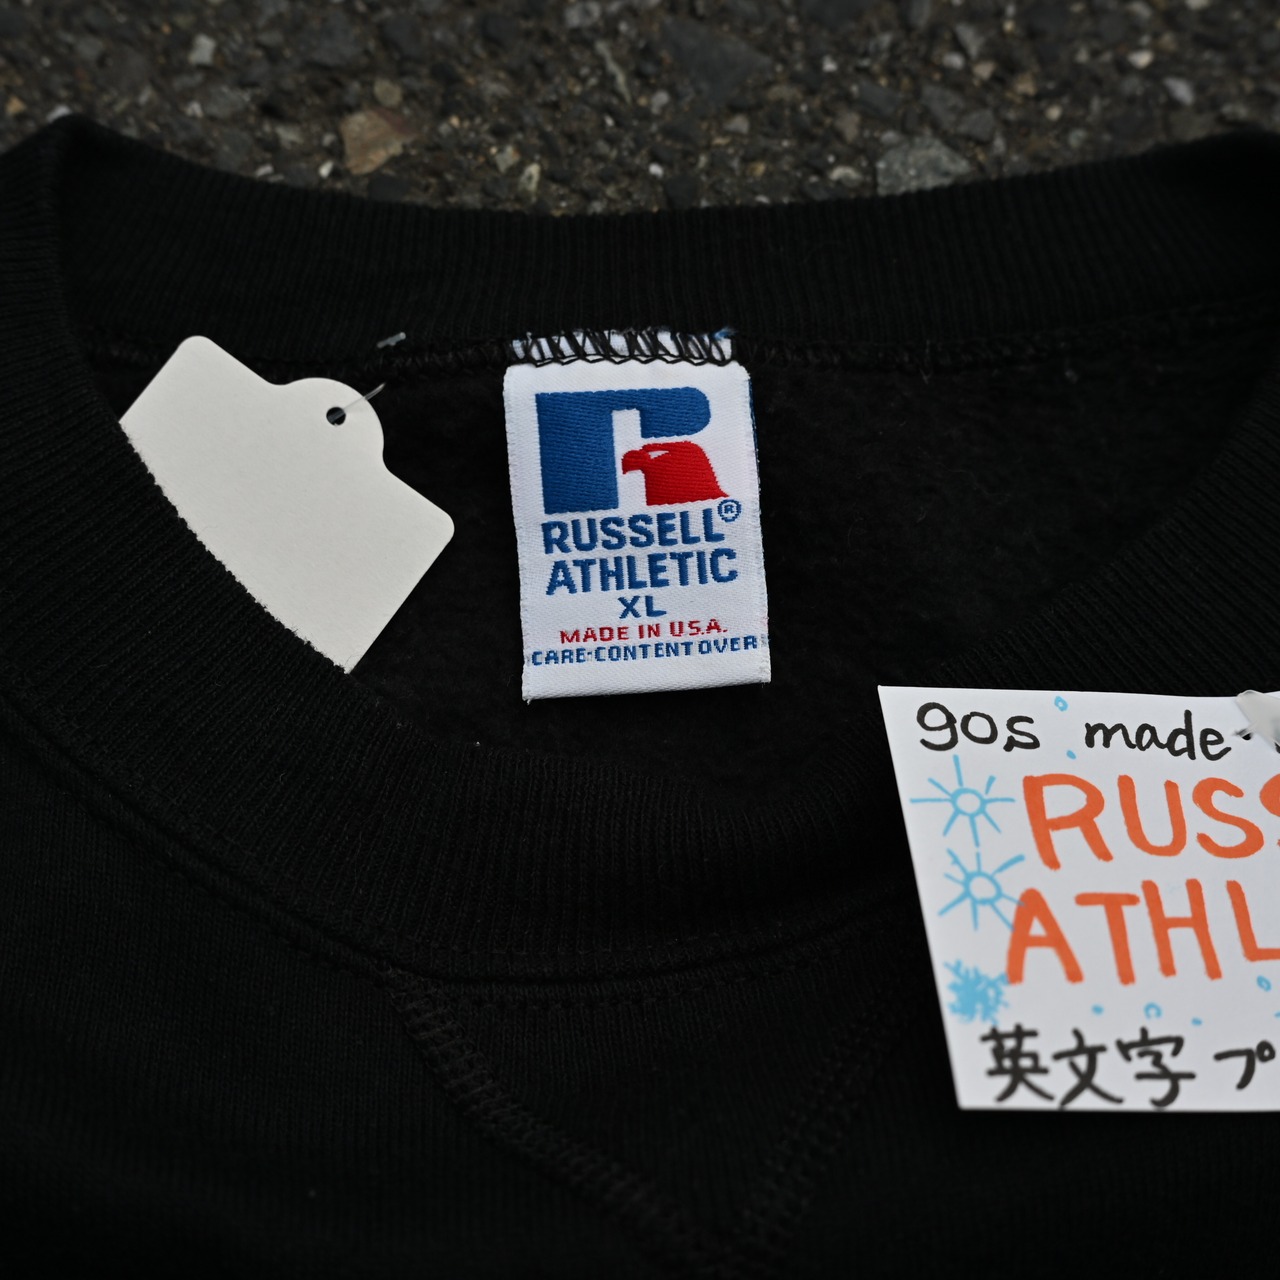 RUSSELL®
ATHLETIC
XL
MADE IN U.S.A.
CARE-CONTENT OVER
90s made
RUSS
ATHL
英文字プ